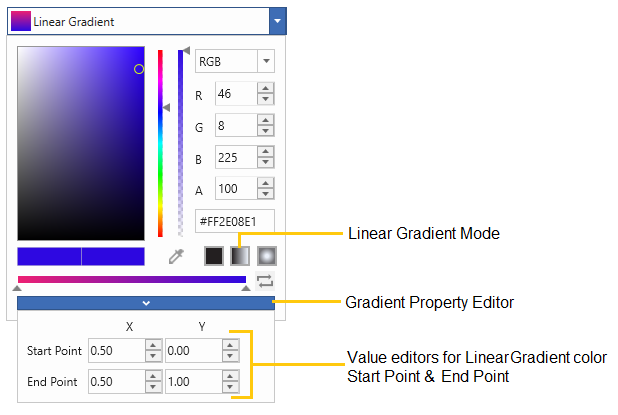 Linear Gradient
RGB
R 46
G 8
B 225
A 100
#FF2E08E1
Linear Gradient Mode
Gradient Property Editor
X Y
Start Point 0.50 0.00
End Point 0.50 1.00
Value editors for LinearGradient color
Start Point & End Point